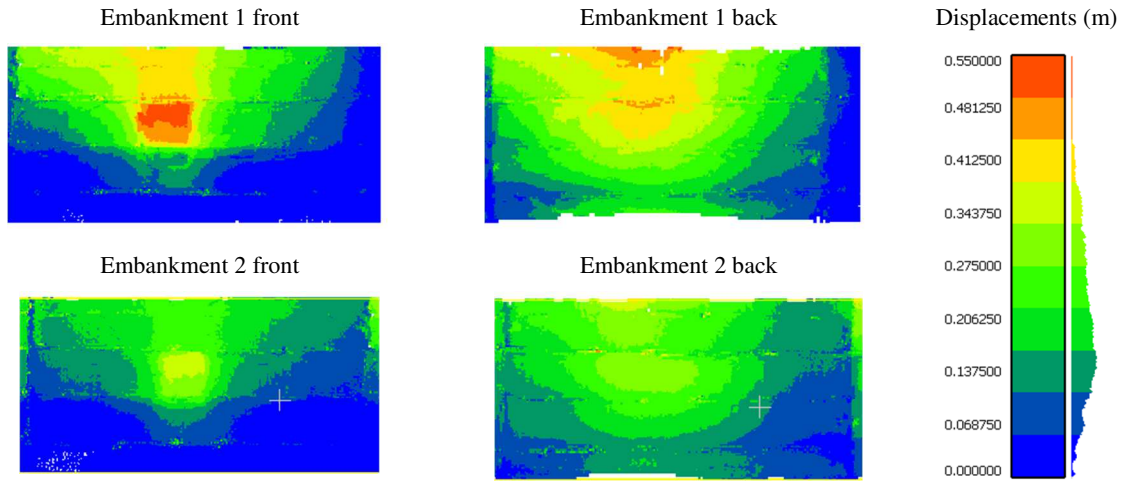 Embankment 1 front
Embankment 1 back
Displacements (m)
Embankment 2 front
Embankment 2 back
0.550000
0.481250
0.412500
0.343750
0.275000
0.206250
0.137500
0.068750
0.000000